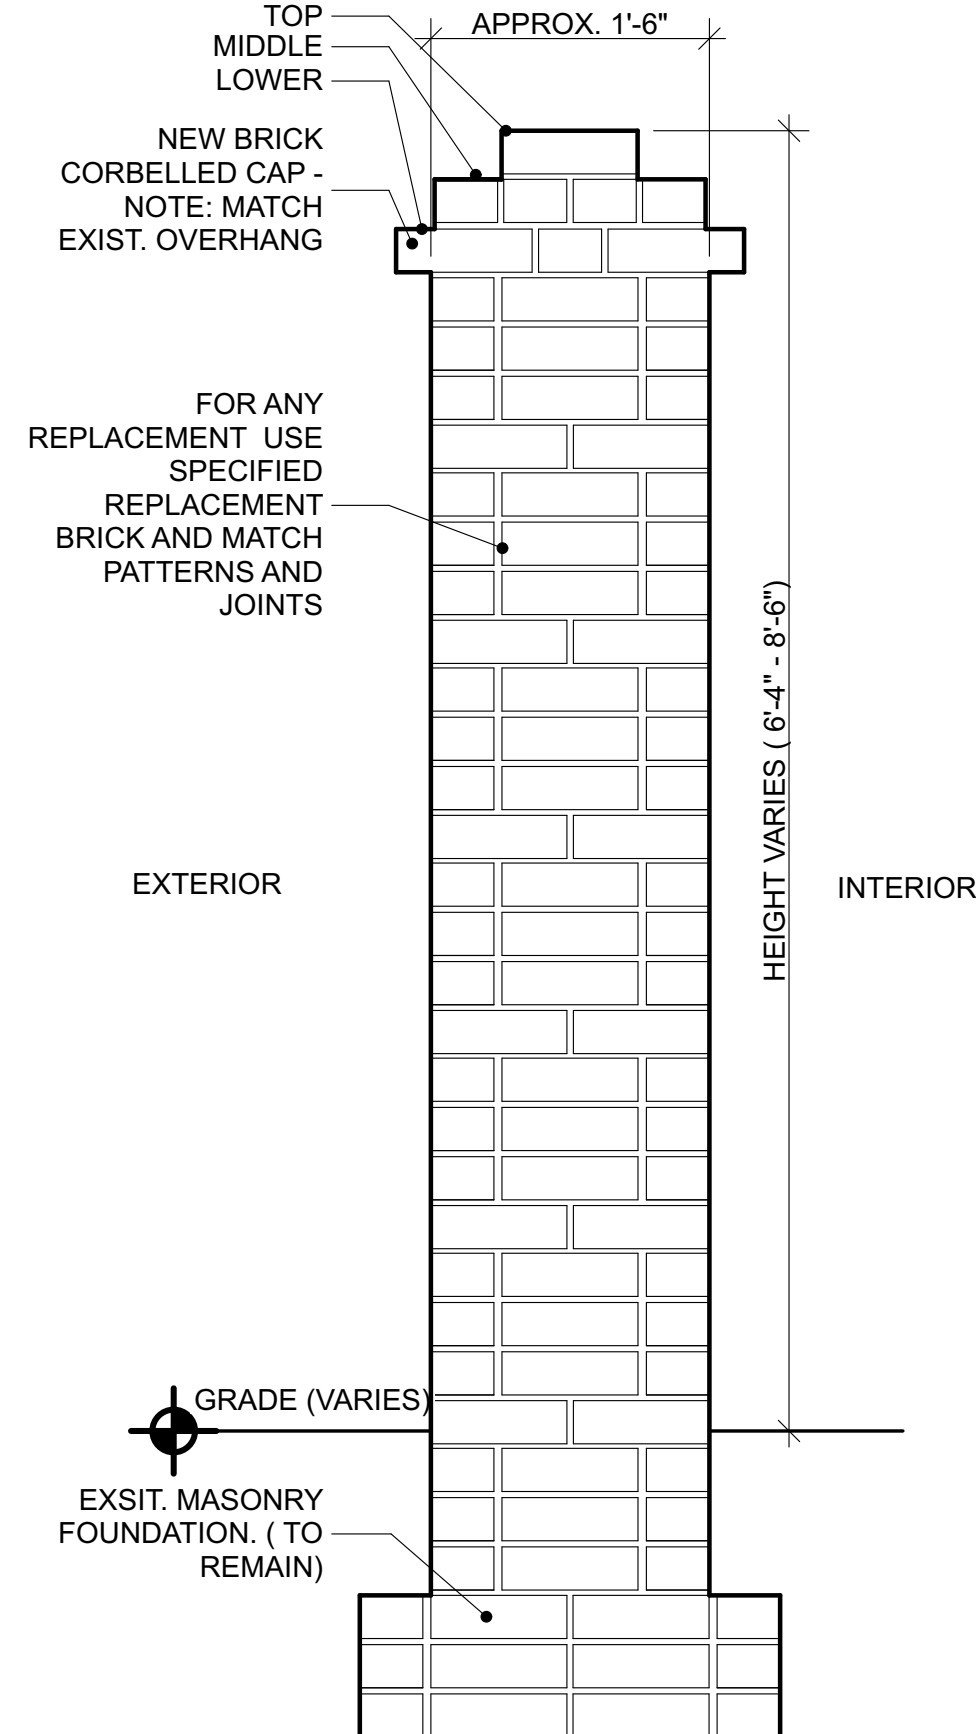 TOP
APPROX. 1'-6"
MIDDLE
LOWER
NEW BRICK
CORBELLED CAP -
NOTE: MATCH
EXIST. OVERHANG
FOR ANY
REPLACEMENT  USE
SPECIFIED
REPLACEMENT
BRICK AND MATCH
PATTERNS AND
JOINTS
HEIGHT VARIES ( 6'-4" - 8'-6")
EXTERIOR
INTERIOR
GRADE (VARIES)
EXSIT. MASONRY
FOUNDATION. ( TO
REMAIN)